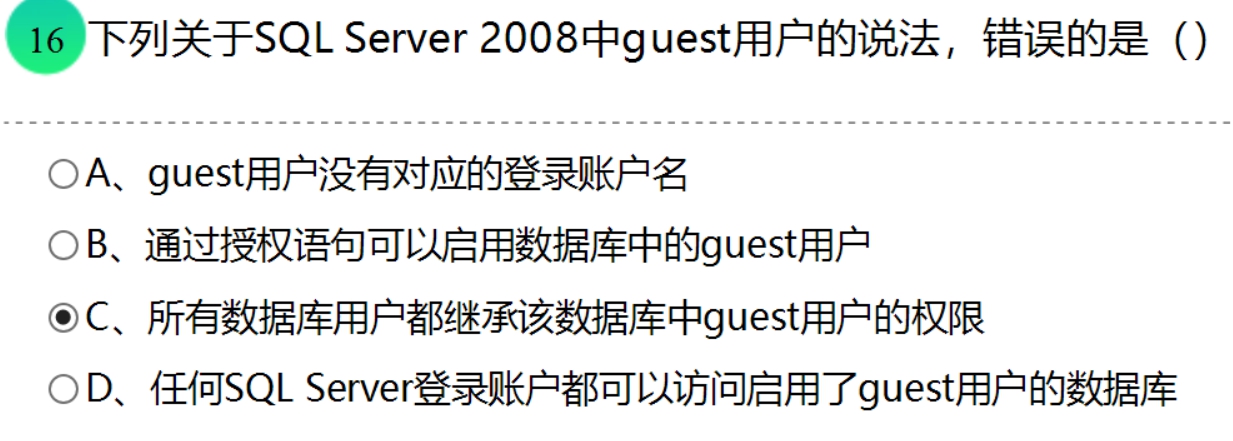 16 下列关于SQL Server 2008中guest用户的说法，错误的是（）
A、guest用户没有对应的登录账户名
B、通过授权语句可以启用数据库中的guest用户
C、所有数据库用户都继承该数据库中guest用户的权限
D、任何SQL Server登录账户都可以访问启用了guest用户的数据库